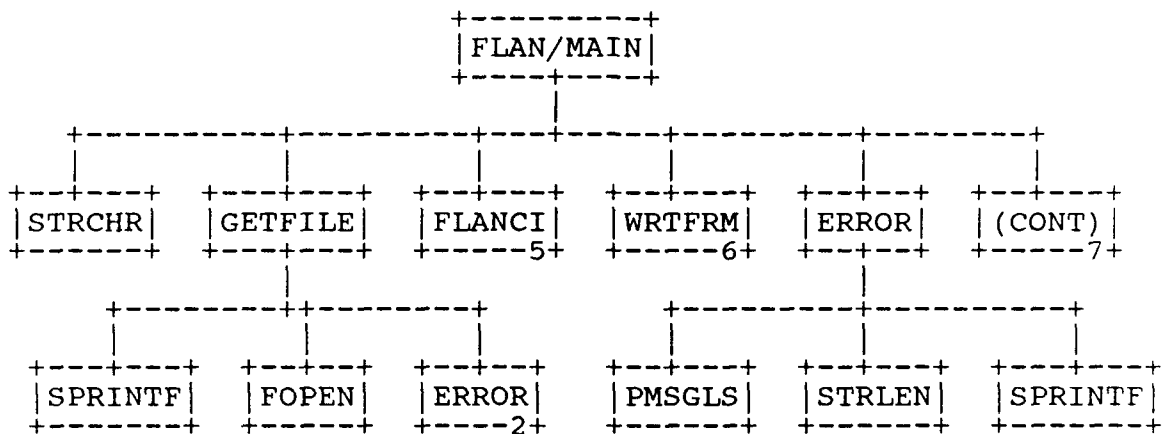 FLAN/MAIN
STRCHR GETFILE FLANCI WRTFRM ERROR (CONT)
5 6 7
SPRINTF FOPEN ERROR PMSGLS STRLEN SPRINTF
2